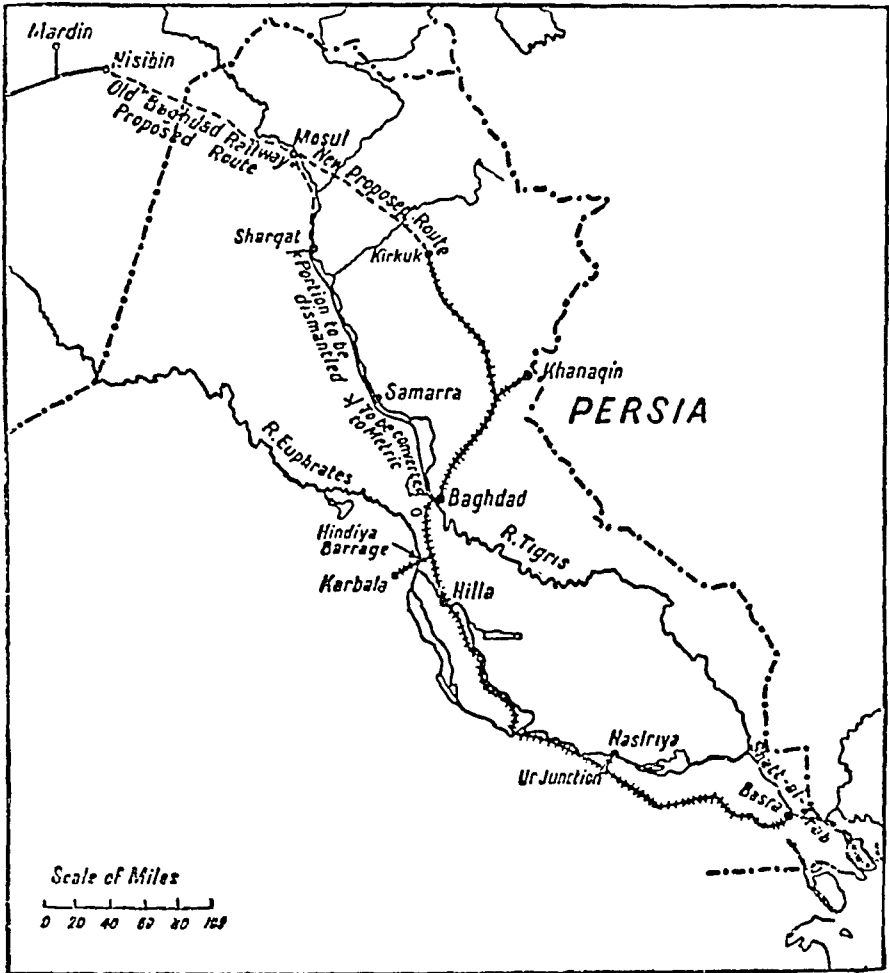 Mardin
Nisibin
Old Baghdad Railway
Proposed Route
Mosul
New Proposed Route
Sharqat
Kirkuk
Portion to be
dismantled
Khanaqin
Samarra
PERSIA
To be converted
to Metric
R. Euphrates
Baghdad
Hindiya
Barrage
R. Tigris
Kerbala
Hilla
Nasiriya
Ur Junction
Shatt-al-Arab
Basra
Scale of Miles
0 20 40 60 80 100